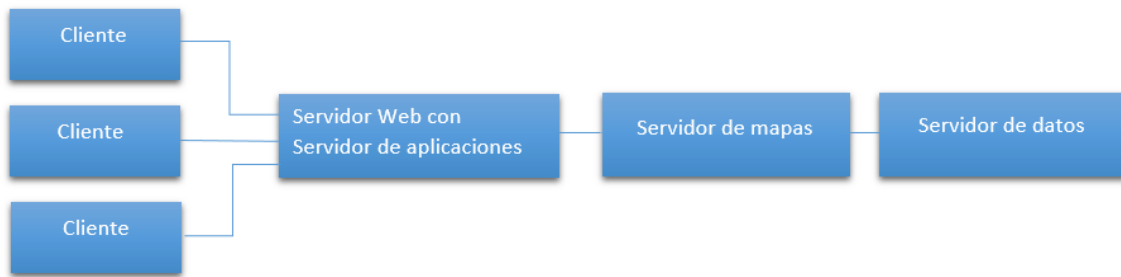 Cliente
Cliente
Cliente
Servidor Web con
Servidor de aplicaciones
Servidor de mapas
Servidor de datos